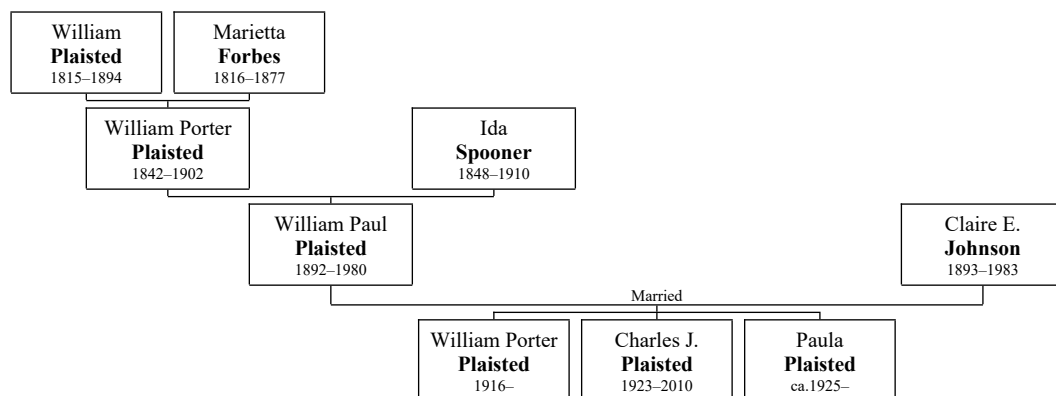 William
Plaisted
1815–1894
Marietta
Forbes
1816–1877
William Porter
Plaisted
1842–1902
Ida
Spooner
1848–1910
William Paul
Plaisted
1892–1980
Claire E.
Johnson
1893–1983
Married
William Porter
Plaisted
1916–
Charles J.
Plaisted
1923–2010
Paula
Plaisted
ca.1925–